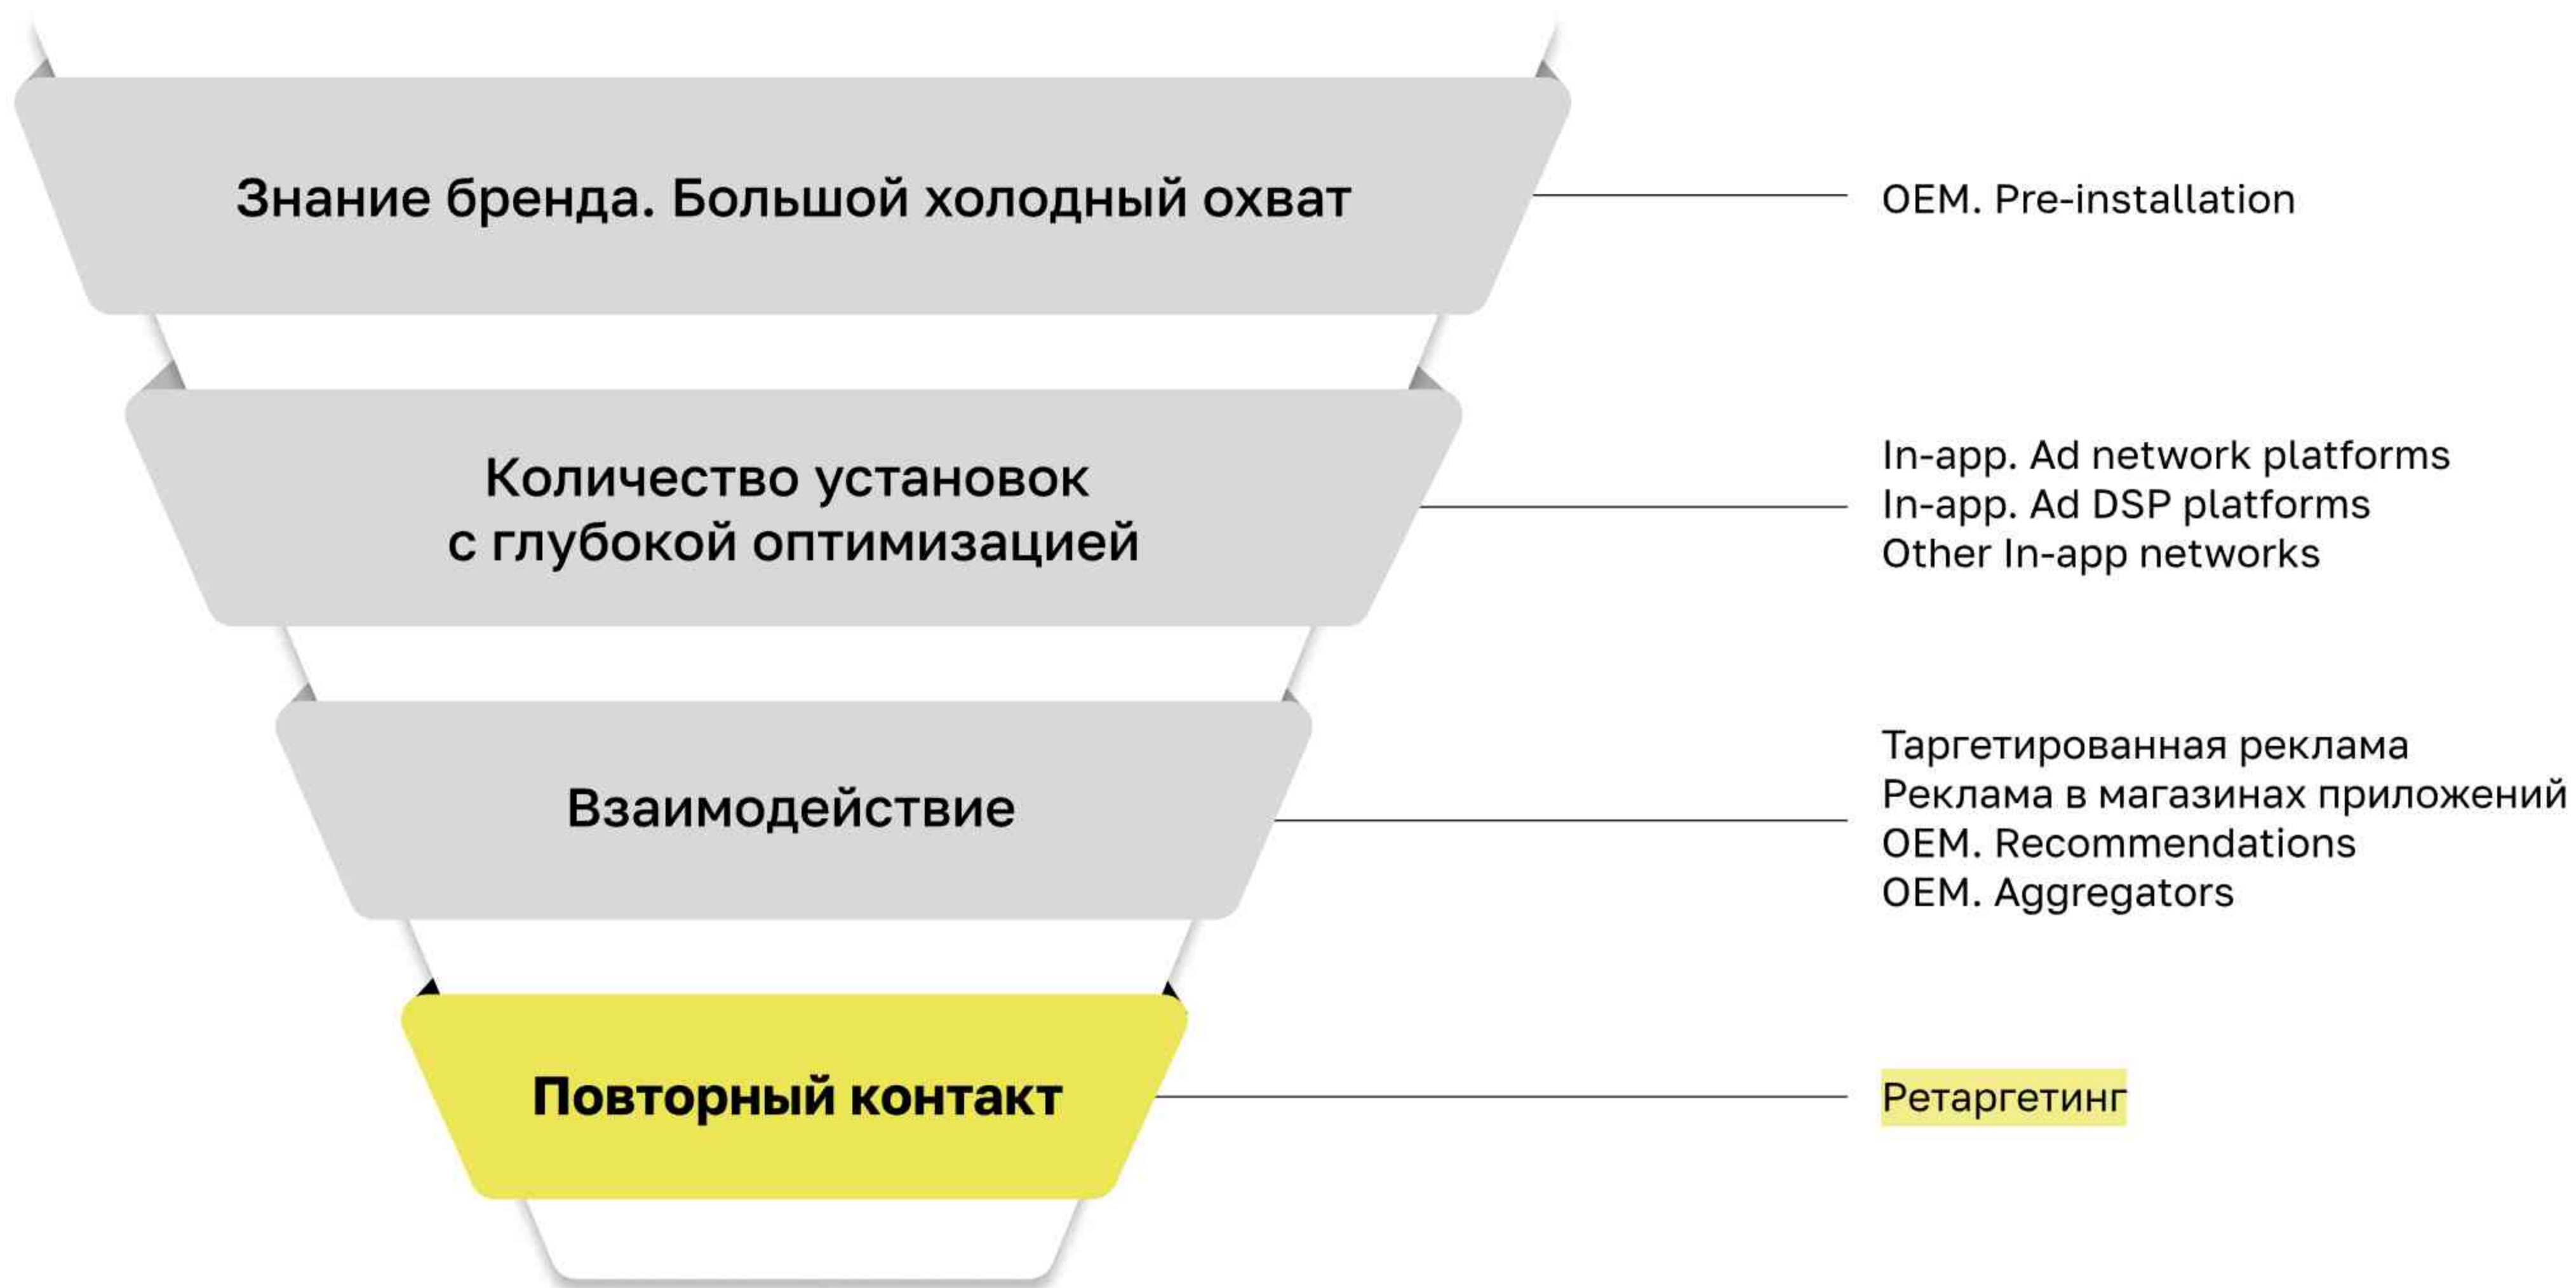 Знание бренда. Большой холодный охват
OEM. Pre-installation
Количество установок
с глубокой оптимизацией
In-app. Ad network platforms
In-app. Ad DSP platforms
Other In-app networks
Взаимодействие
Таргетированная реклама
Реклама в магазинах приложений
OEM. Recommendations
OEM. Aggregators
Повторный контакт
Ретаргетинг